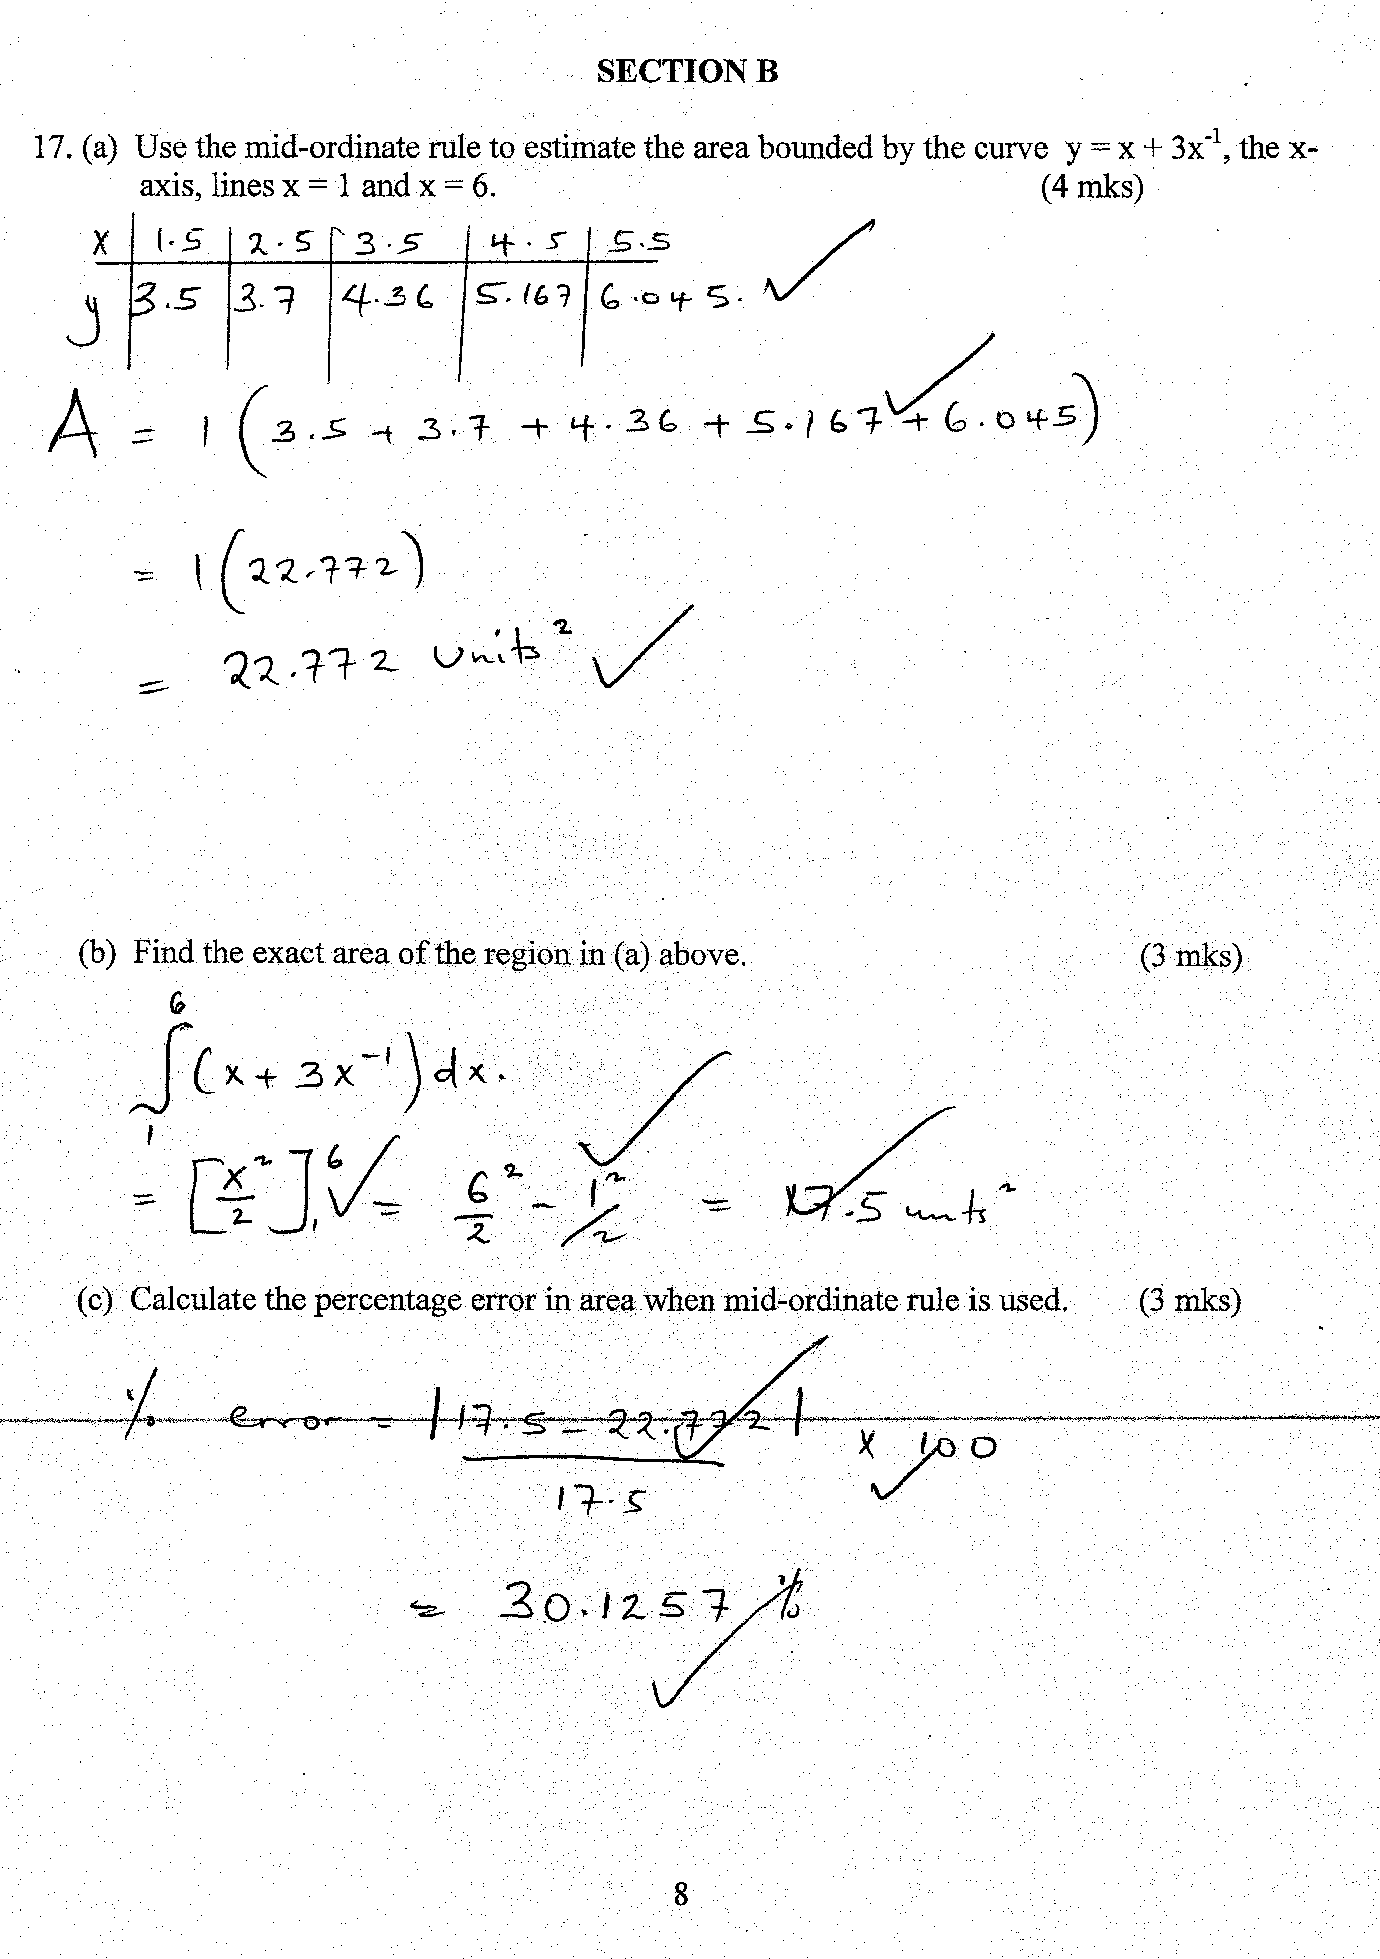 SECTION B
17. (a) Use the mid-ordinate rule to estimate the area bounded by the curve y = x + 3x⁻¹, the x-
axis, lines x = 1 and x = 6. (4 mks)
x | 1.5 | 2.5 | 3.5 | 4.5 | 5.5
y | 3.5 | 3.7 | 4.36 | 5.167 | 6.045. ✓
A = 1 ( 3.5 + 3.7 + 4.36 + 5.167 + 6.045 ) ✓
= 1 ( 22.772 )
= 22.772 units² ✓
(b) Find the exact area of the region in (a) above. (3 mks)
∫₁⁶ (x + 3x⁻¹) dx. ✓
= [x²/2]₁⁶ ✓ = 6²/2 - 1²/2 = 17.5 units² ✓
(c) Calculate the percentage error in area when mid-ordinate rule is used. (3 mks)
% error = |17.5 - 22.772| / 17.5 ✓ x 100 ✓
= 30.1257 % ✓
8